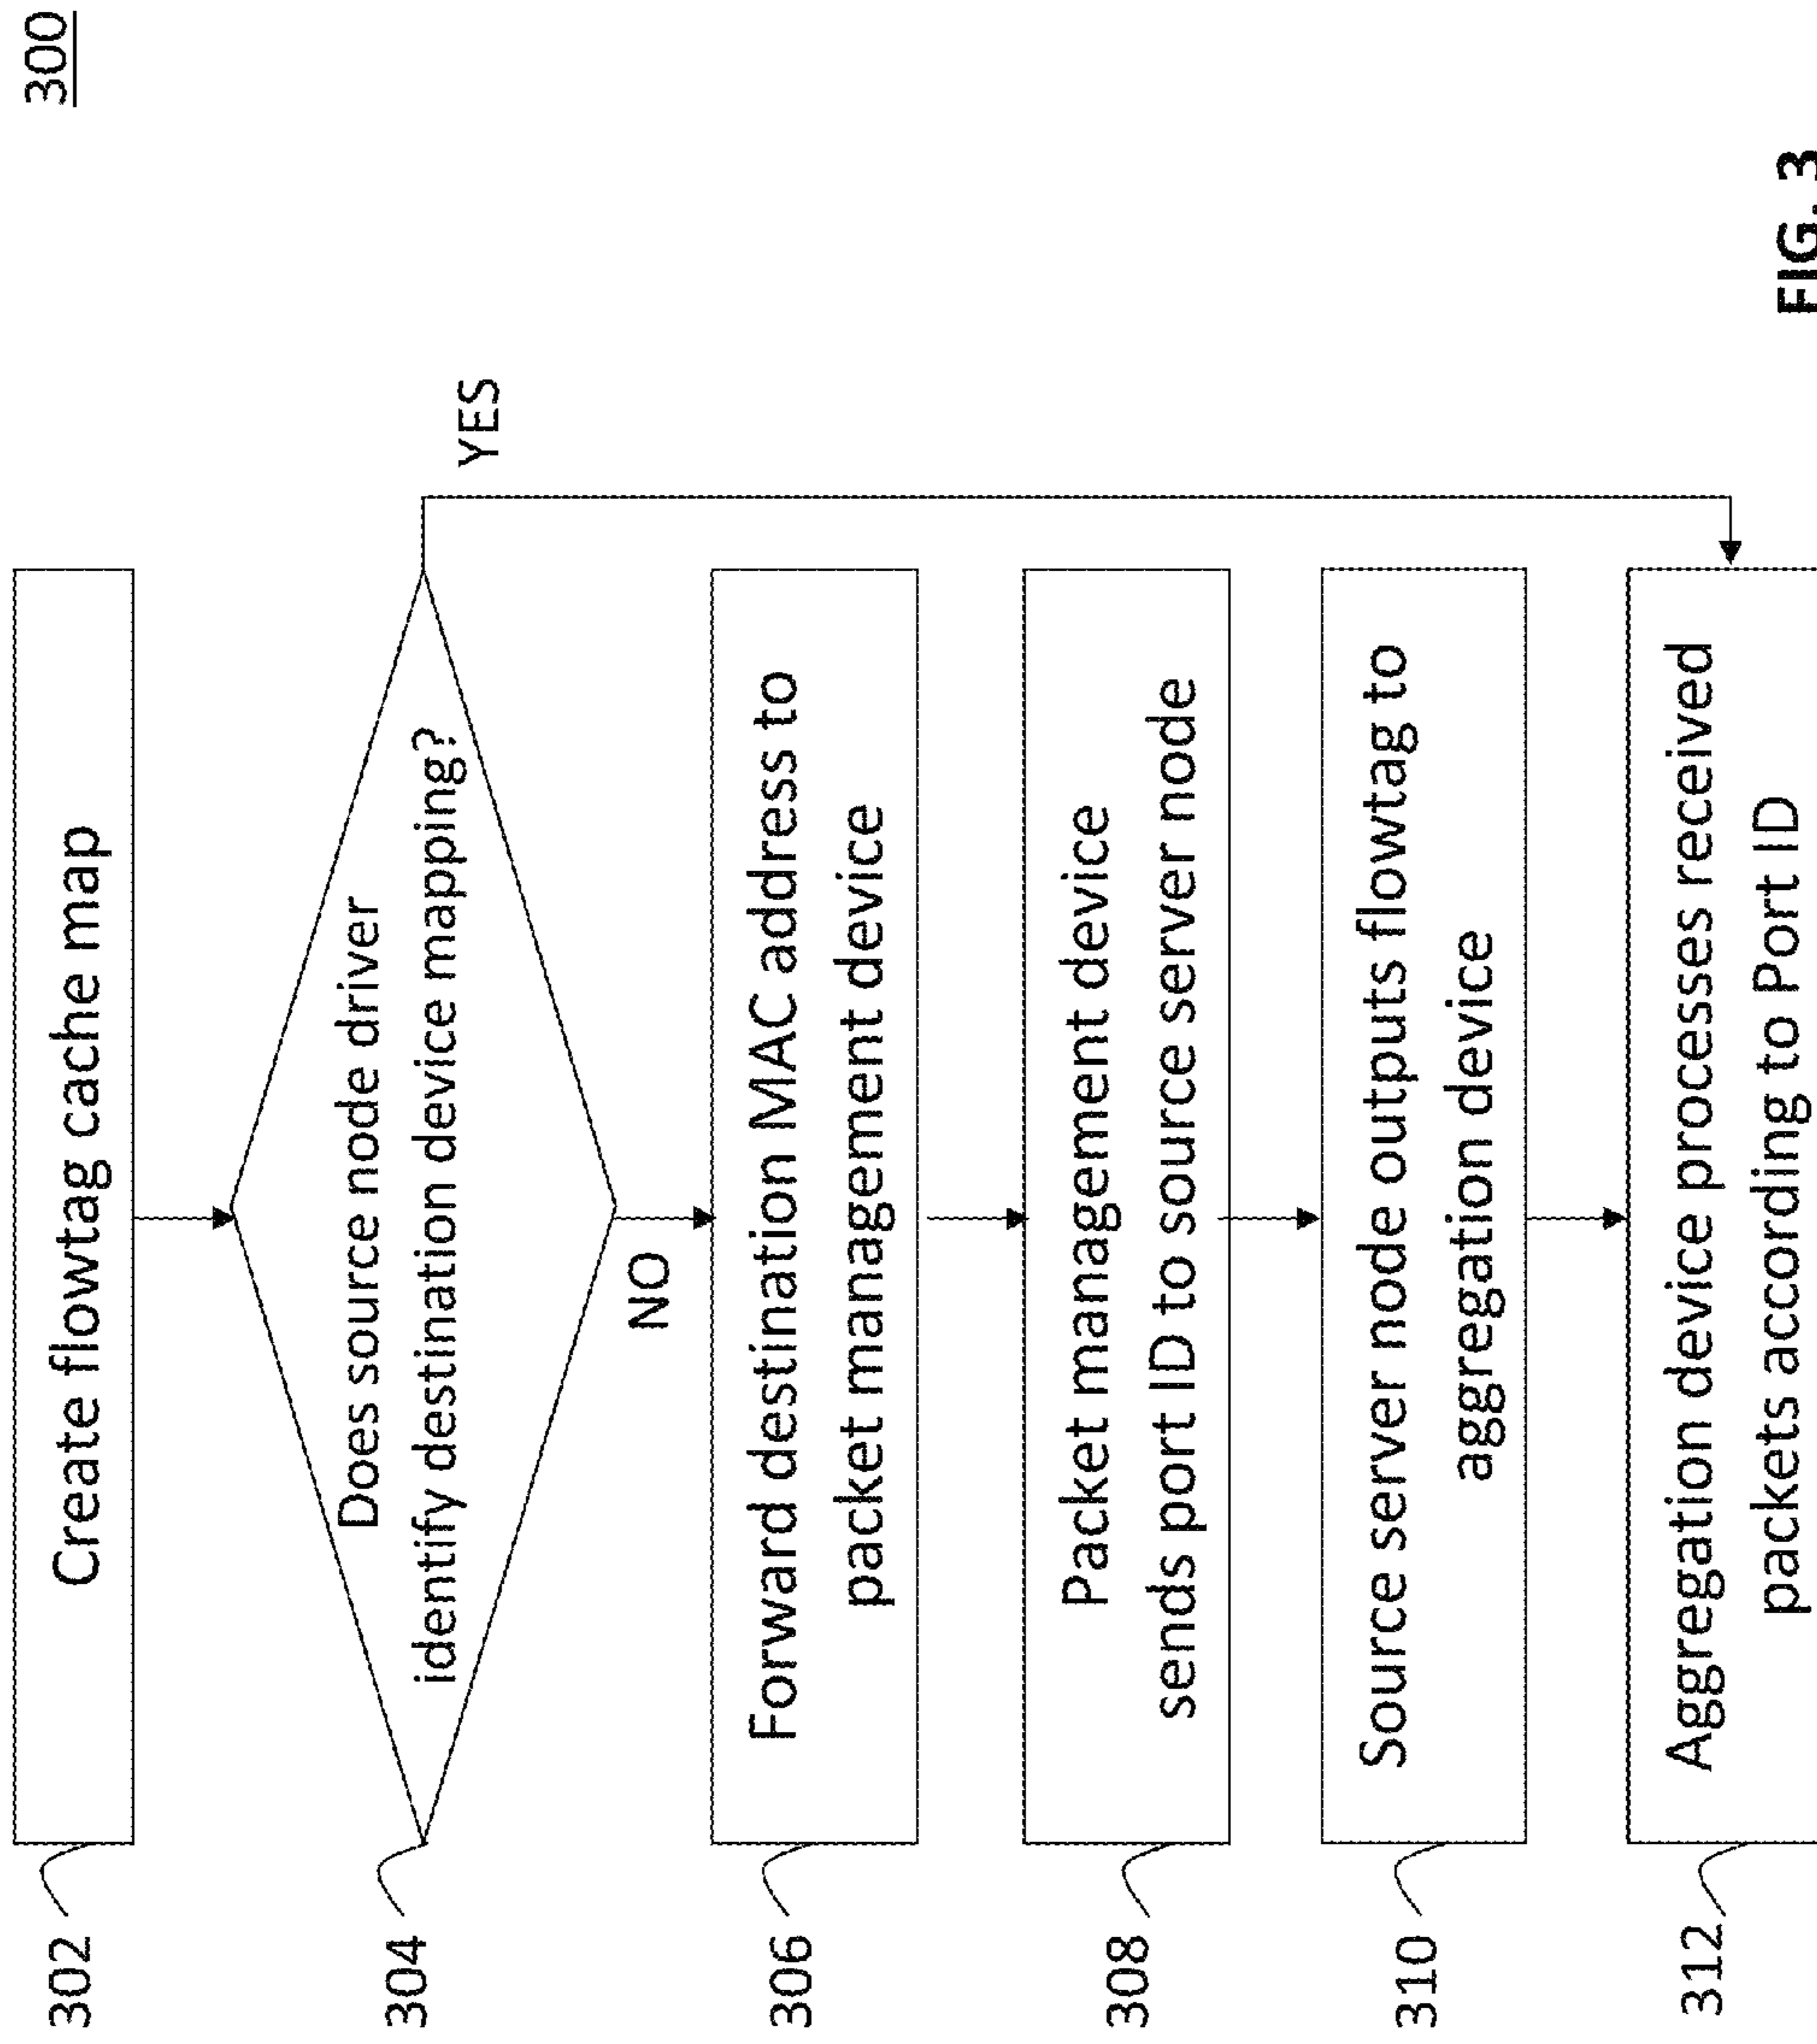 300
302
Create flowtag cache map
304
Does source node driver
identify destination device mapping?
YES
NO
306
Forward destination MAC address to
packet management device
308
Packet management device
sends port ID to source server node
310
Source server node outputs flowtag to
aggregation device
312
Aggregation device processes received
packets according to Port ID
FIG. 3